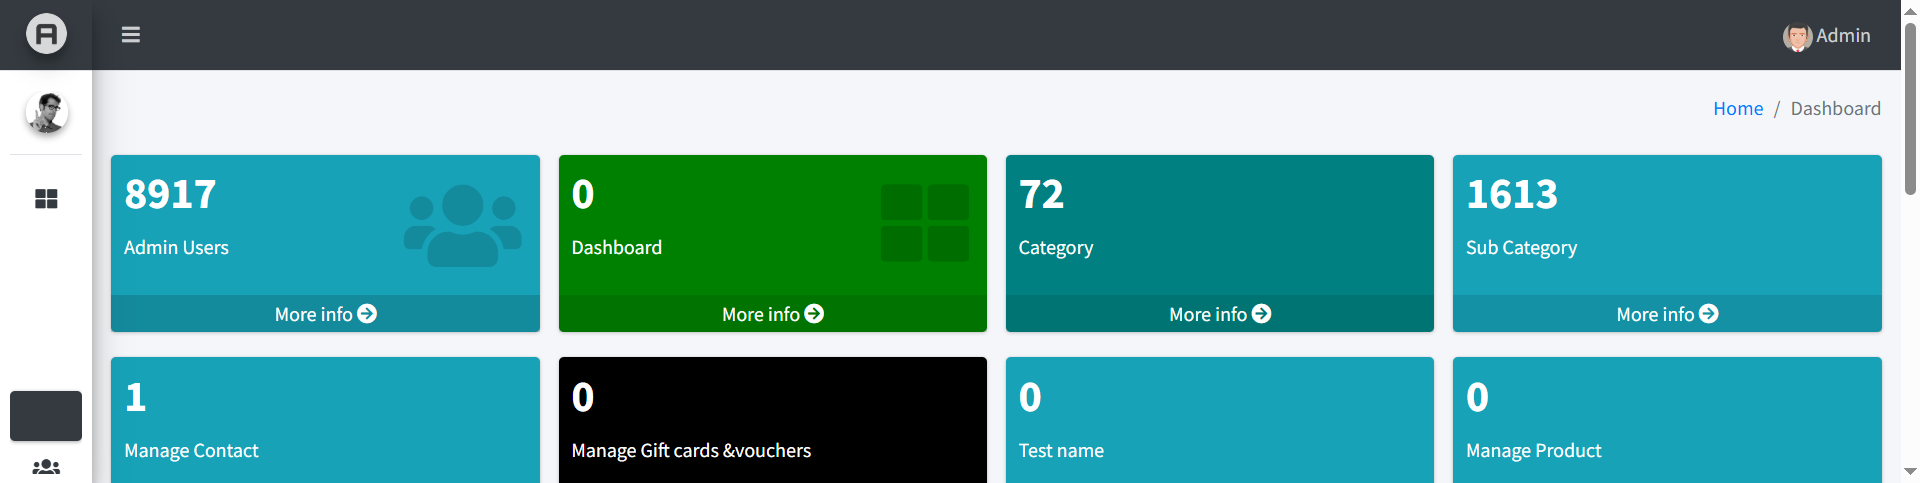 Admin
Home / Dashboard
8917
Admin Users
More info
0
Dashboard
More info
72
Category
More info
1613
Sub Category
More info
1
Manage Contact
0
Manage Gift cards &vouchers
0
Test name
0
Manage Product